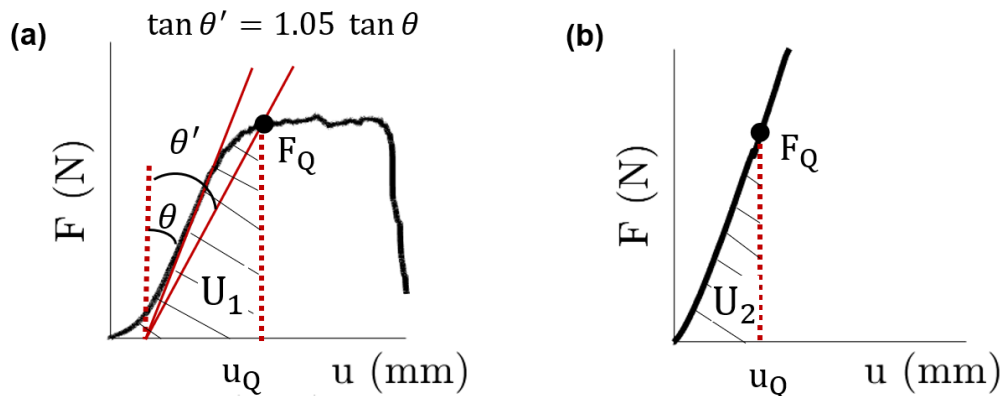 (a)
tan θ′ = 1.05 tan θ
F (N)
θ′
θ
F_Q
U_1
u_Q
u (mm)
(b)
F (N)
F_Q
U_2
u_Q
u (mm)